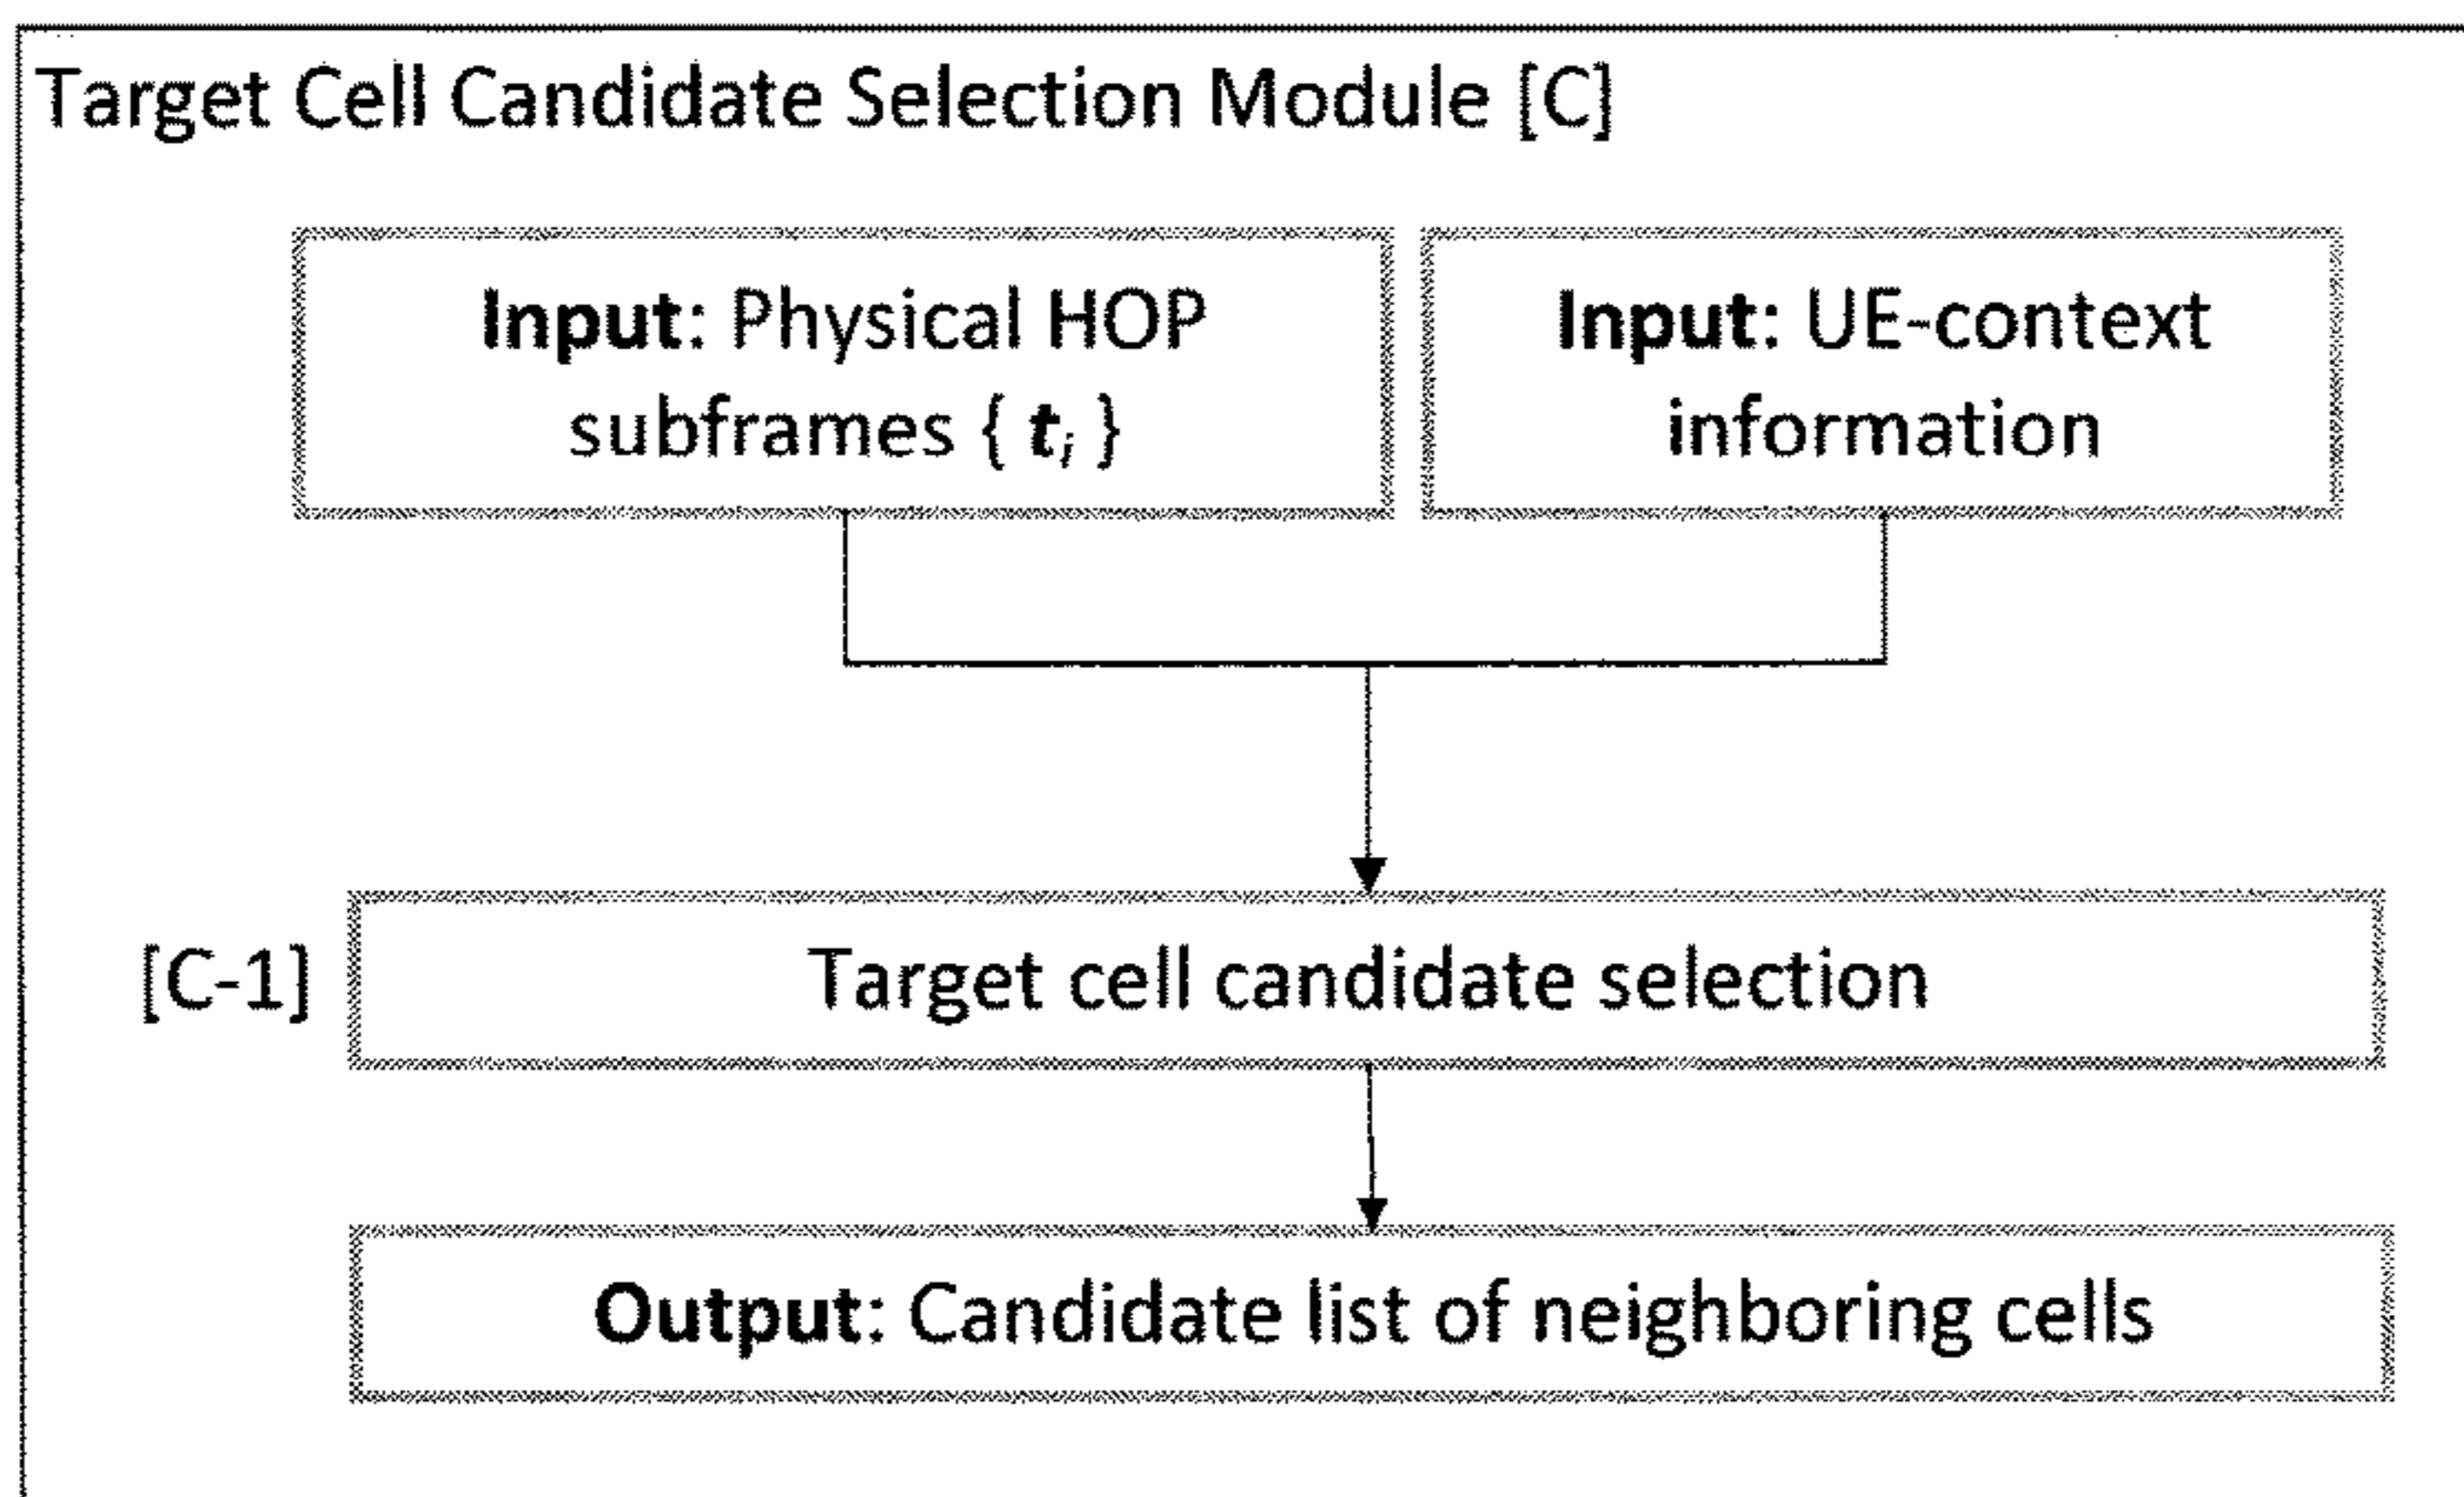 Target Cell Candidate Selection Module [C]
Input: Physical HOP
subframes { tᵢ }
Input: UE-context
information
[C-1]
Target cell candidate selection
Output: Candidate list of neighboring cells